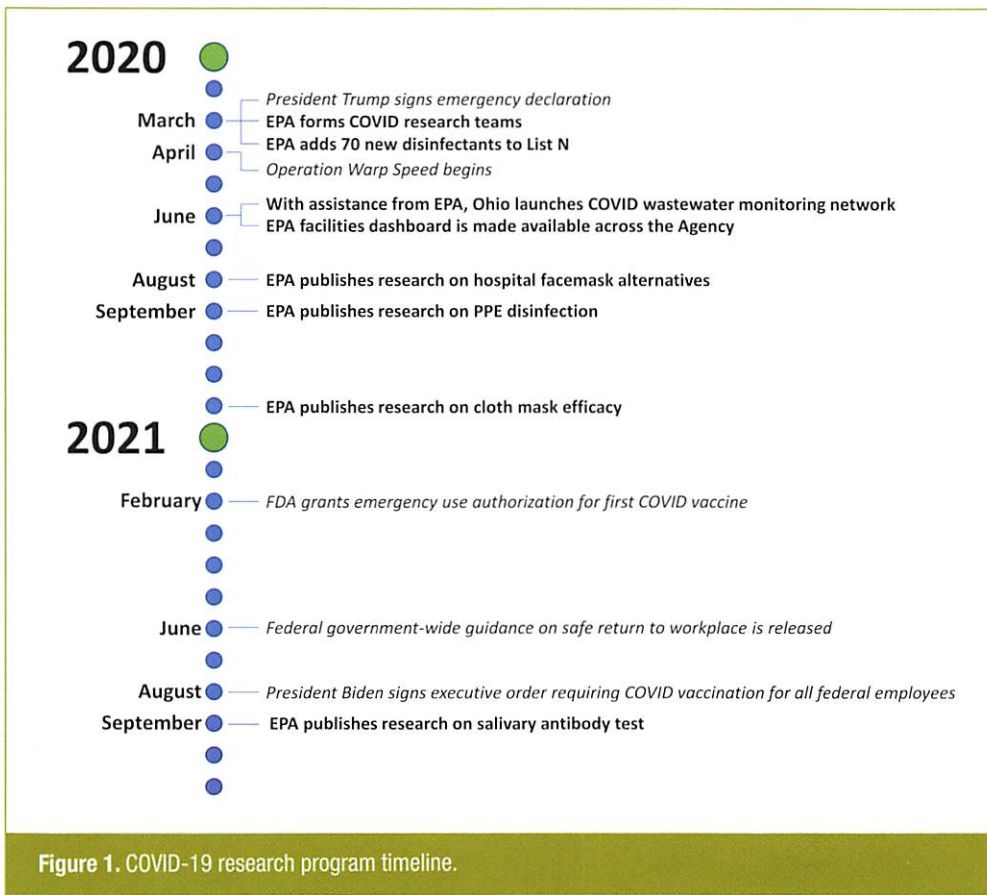 2020
March
President Trump signs emergency declaration
EPA forms COVID research teams
EPA adds 70 new disinfectants to List N
April
Operation Warp Speed begins
June
With assistance from EPA, Ohio launches COVID wastewater monitoring network
EPA facilities dashboard is made available across the Agency
August
EPA publishes research on hospital facemask alternatives
September
EPA publishes research on PPE disinfection
EPA publishes research on cloth mask efficacy
2021
February
FDA grants emergency use authorization for first COVID vaccine
June
Federal government-wide guidance on safe return to workplace is released
August
President Biden signs executive order requiring COVID vaccination for all federal employees
September
EPA publishes research on salivary antibody test
Figure 1. COVID-19 research program timeline.